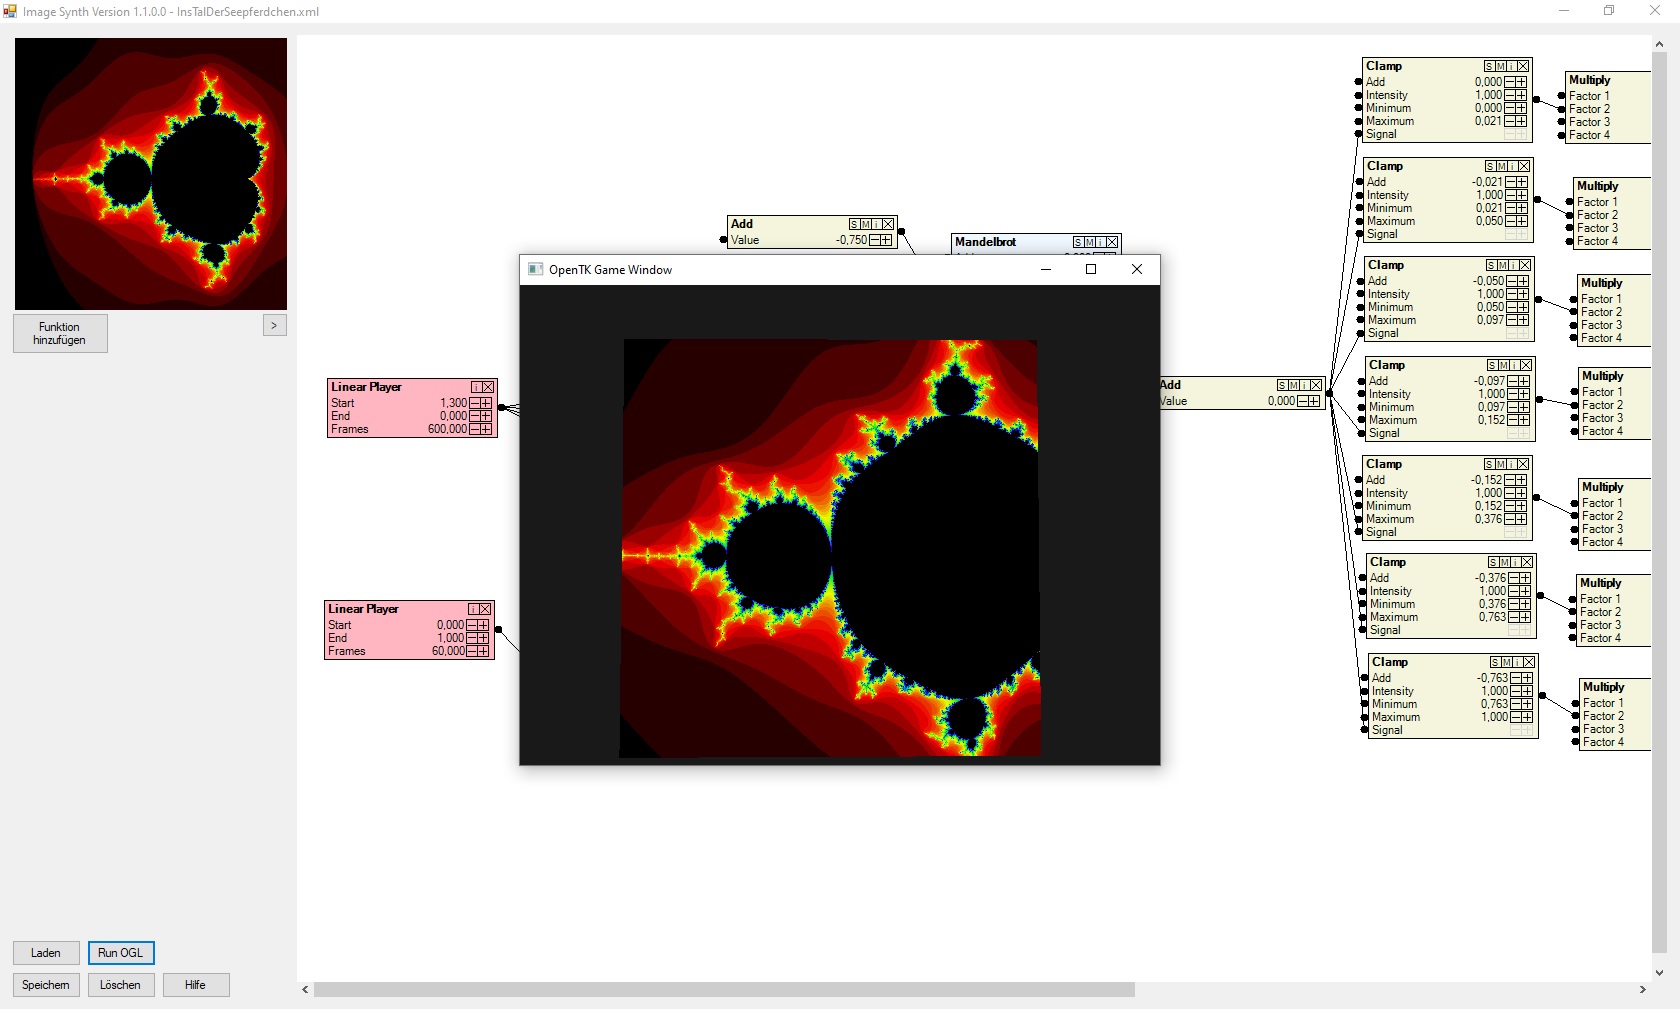 Image Synth Version 1.1.0.0 - InsTalDerSeepferdchen.xml
Funktion
hinzufügen
>
Laden
Run OGL
Speichern
Löschen
Hilfe
Linear Player i
Start 1,300
End 0,000
Frames 600,000
Linear Player i
Start 0,000
End 1,000
Frames 60,000
Add S M i
Value -0,750
Mandelbrot S M i
OpenTK Game Window
Add S M i
Value 0,000
Clamp S M i
Add 0,000
Intensity 1,000
Minimum 0,000
Maximum 0,021
Signal
Clamp S M i
Add -0,021
Intensity 1,000
Minimum 0,021
Maximum 0,050
Signal
Clamp S M i
Add -0,050
Intensity 1,000
Minimum 0,050
Maximum 0,097
Signal
Clamp S M i
Add -0,097
Intensity 1,000
Minimum 0,097
Maximum 0,152
Signal
Clamp S M i
Add -0,152
Intensity 1,000
Minimum 0,152
Maximum 0,376
Signal
Clamp S M i
Add -0,376
Intensity 1,000
Minimum 0,376
Maximum 0,763
Signal
Clamp S M i
Add -0,763
Intensity 1,000
Minimum 0,763
Maximum 1,000
Signal
Multiply
Factor 1
Factor 2
Factor 3
Factor 4
Multiply
Factor 1
Factor 2
Factor 3
Factor 4
Multiply
Factor 1
Factor 2
Factor 3
Factor 4
Multiply
Factor 1
Factor 2
Factor 3
Factor 4
Multiply
Factor 1
Factor 2
Factor 3
Factor 4
Multiply
Factor 1
Factor 2
Factor 3
Factor 4
Multiply
Factor 1
Factor 2
Factor 3
Factor 4